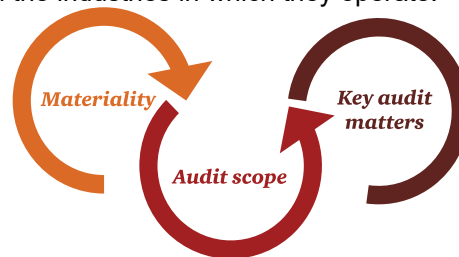 the industries in which they operate.
Materiality
Audit scope
Key audit
matters